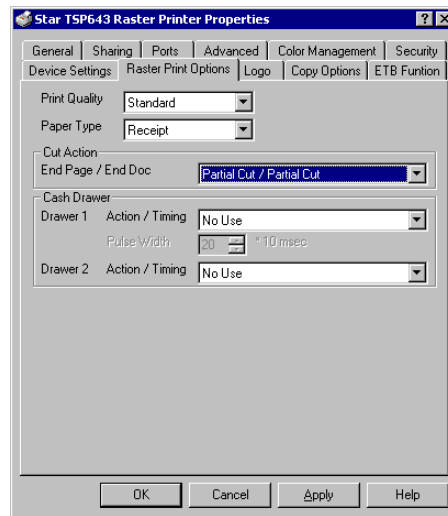 Star TSP643 Raster Printer Properties
General Sharing Ports Advanced Color Management Security
Device Settings Raster Print Options Logo Copy Options ETB Funtion
Print Quality Standard
Paper Type Receipt
Cut Action
End Page / End Doc Partial Cut / Partial Cut
Cash Drawer
Drawer 1 Action / Timing No Use
Pulse Width 20 * 10 msec
Drawer 2 Action / Timing No Use
OK Cancel Apply Help